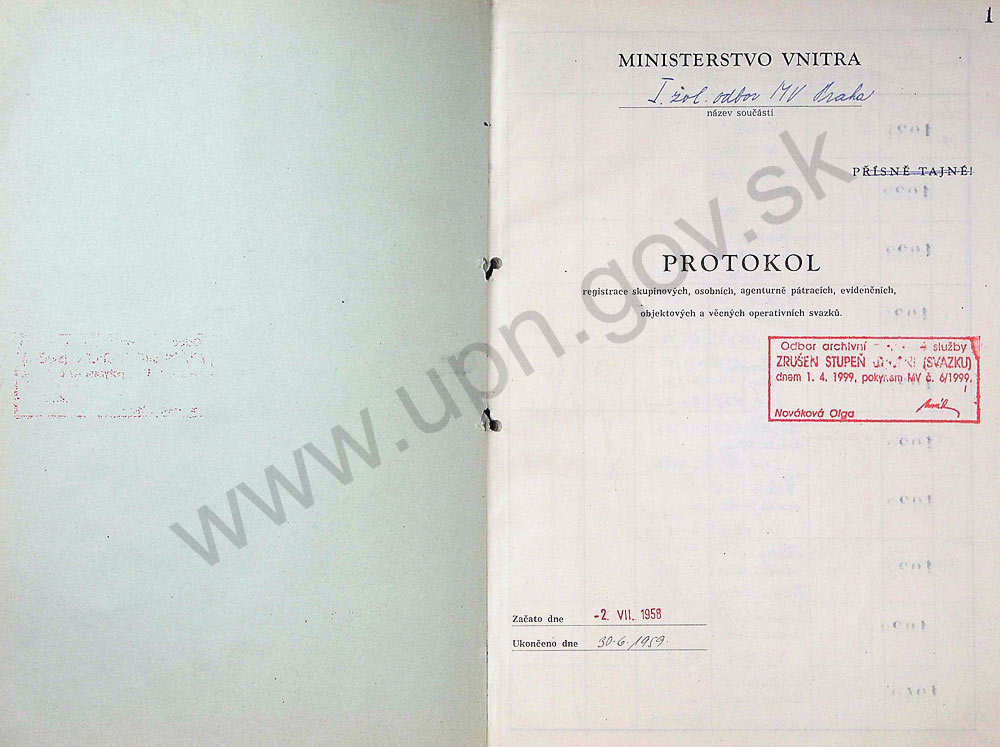 1
MINISTERSTVO VNITRA
I. odbor MV Praha
název součásti
PŘÍSNĚ TAJNÉ!
PROTOKOL
registrace skupinových, osobních, agenturně pátracích, evidenčních,
objektových a věcných operativních svazků.
Odbor archivní služby
ZRUŠEN STUPEŇ (SVAZKU)
dnem 1. 4. 1999, pokynem MV č. 6/1999.
Nováková Olga
Začato dne -2. VII. 1958
Ukončeno dne 30.6.1959.
www.upn.gov.sk